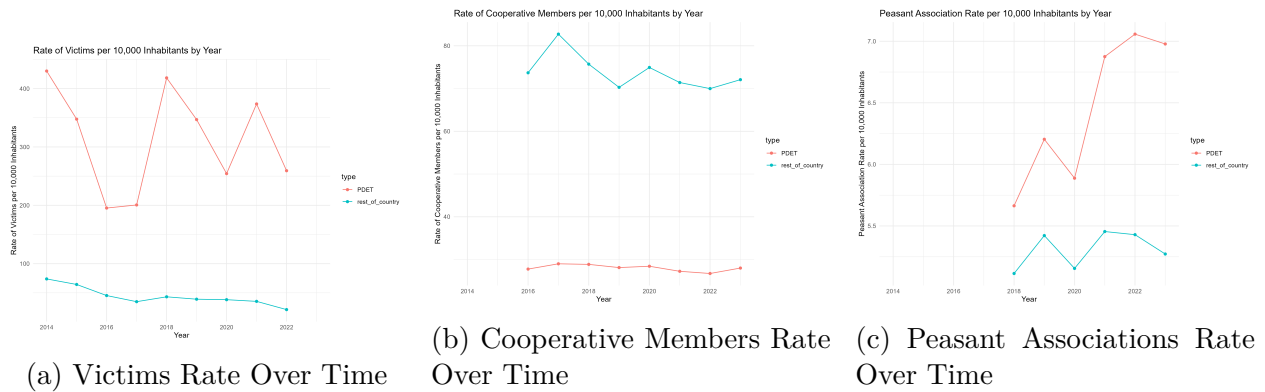 Rate of Victims per 10,000 Inhabitants by Year
Rate of Victims per 10,000 Inhabitants
400
300
200
100
2014
2016
2018
2020
2022
Year
type
PDET
rest_of_country
(a) Victims Rate Over Time
Rate of Cooperative Members per 10,000 Inhabitants by Year
Rate of Cooperative Members per 10,000 Inhabitants
80
60
40
2014
2016
2018
2020
2022
Year
type
PDET
rest_of_country
(b) Cooperative Members Rate
Over Time
Peasant Association Rate per 10,000 Inhabitants by Year
Peasant Association Rate per 10,000 Inhabitants
7.0
6.5
6.0
5.5
2014
2016
2018
2020
2022
Year
type
PDET
rest_of_country
(c) Peasant Associations Rate
Over Time